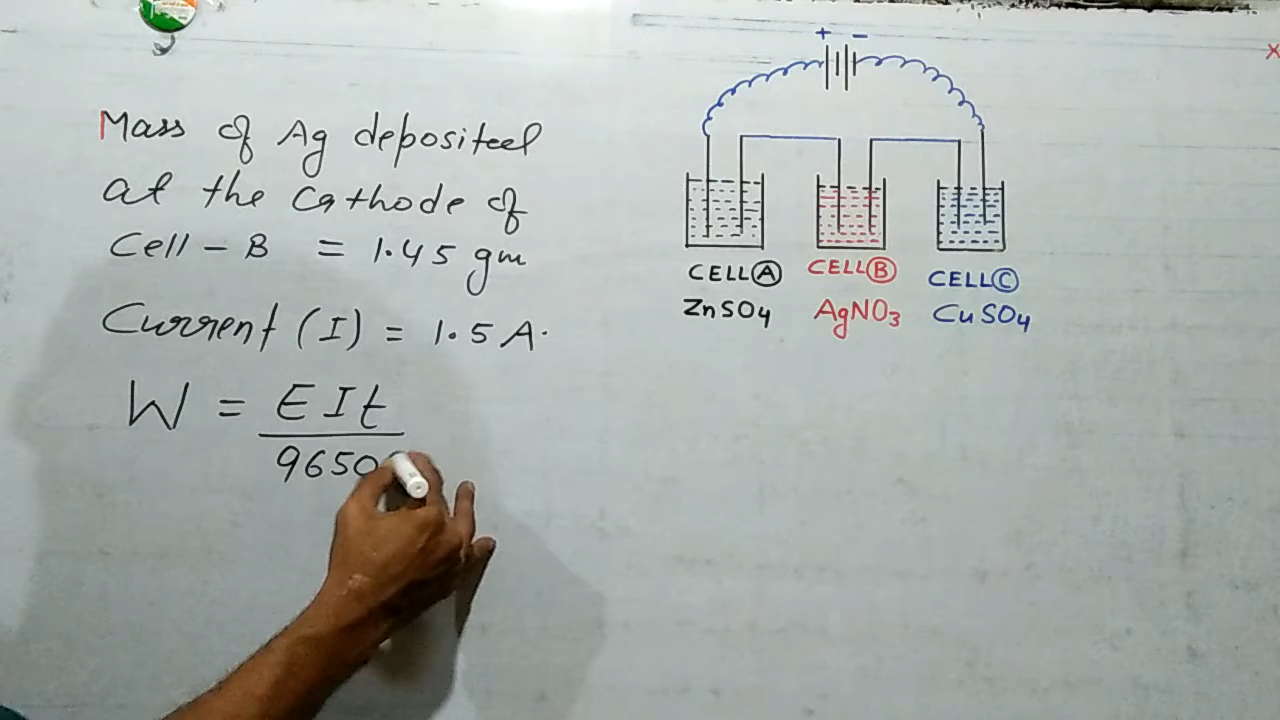 Mass of Ag deposited
at the cathode of
Cell - B = 1.45 gm
Current (I) = 1.5 A.
W = EIt
9650
+ -
CELL Ⓐ CELL Ⓑ CELL Ⓒ
ZnSO4 AgNO3 CuSO4
x